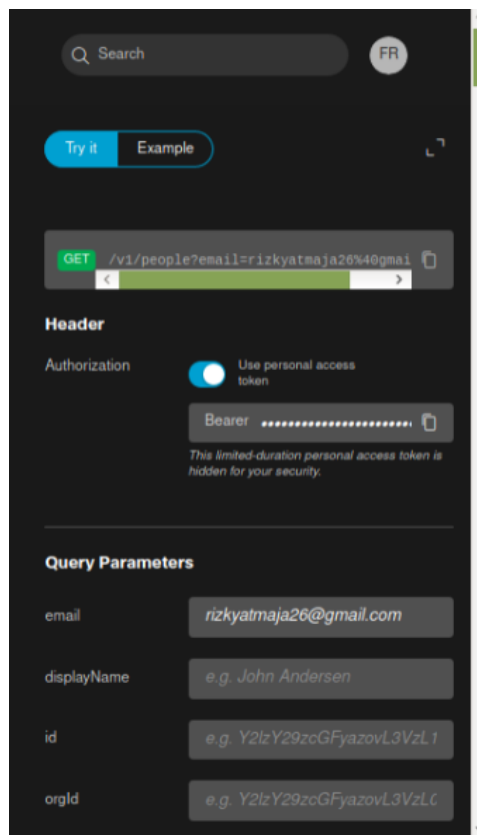 Search
FR
Try it
Example
GET /v1/people?email=rizkyatmaja26%40gmai
Header
Authorization
Use personal access
token
Bearer ••••••••••••••••••••••••
This limited-duration personal access token is
hidden for your security.
Query Parameters
email
rizkyatmaja26@gmail.com
displayName
e.g. John Andersen
id
e.g. Y2lzY29zcGFyazovL3VzL1
orgId
e.g. Y2lzY29zcGFyazovL3VzL